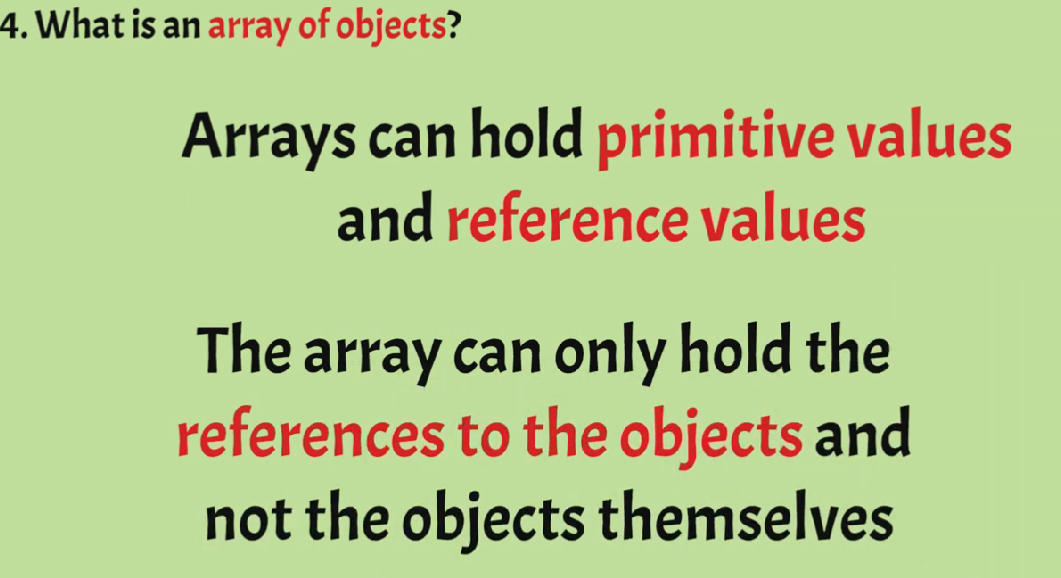 4. What is an array of objects?
Arrays can hold primitive values
and reference values
The array can only hold the
references to the objects and
not the objects themselves